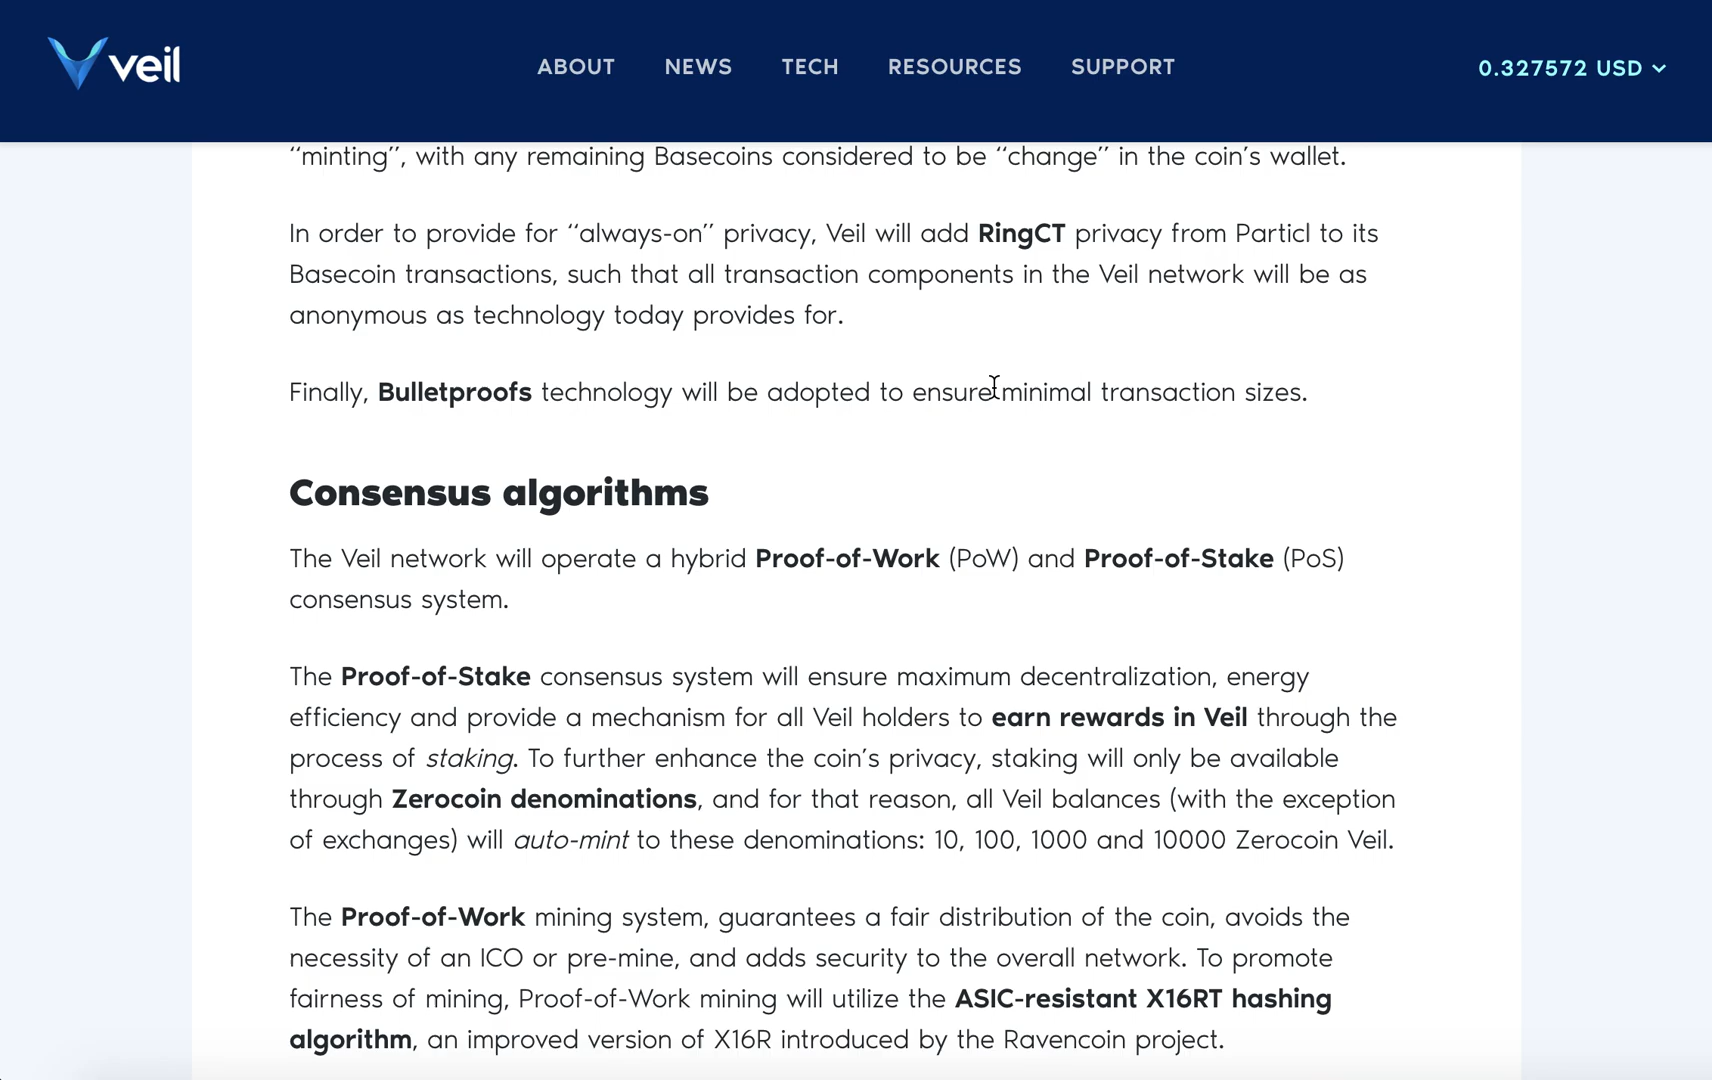 veil
ABOUT NEWS TECH RESOURCES SUPPORT
0.327572 USD
“minting”, with any remaining Basecoins considered to be “change” in the coin’s wallet.
In order to provide for “always-on” privacy, Veil will add RingCT privacy from Particl to its
Basecoin transactions, such that all transaction components in the Veil network will be as
anonymous as technology today provides for.
Finally, Bulletproofs technology will be adopted to ensure minimal transaction sizes.
Consensus algorithms
The Veil network will operate a hybrid Proof-of-Work (PoW) and Proof-of-Stake (PoS)
consensus system.
The Proof-of-Stake consensus system will ensure maximum decentralization, energy
efficiency and provide a mechanism for all Veil holders to earn rewards in Veil through the
process of staking. To further enhance the coin’s privacy, staking will only be available
through Zerocoin denominations, and for that reason, all Veil balances (with the exception
of exchanges) will auto-mint to these denominations: 10, 100, 1000 and 10000 Zerocoin Veil.
The Proof-of-Work mining system, guarantees a fair distribution of the coin, avoids the
necessity of an ICO or pre-mine, and adds security to the overall network. To promote
fairness of mining, Proof-of-Work mining will utilize the ASIC-resistant X16RT hashing
algorithm, an improved version of X16R introduced by the Ravencoin project.